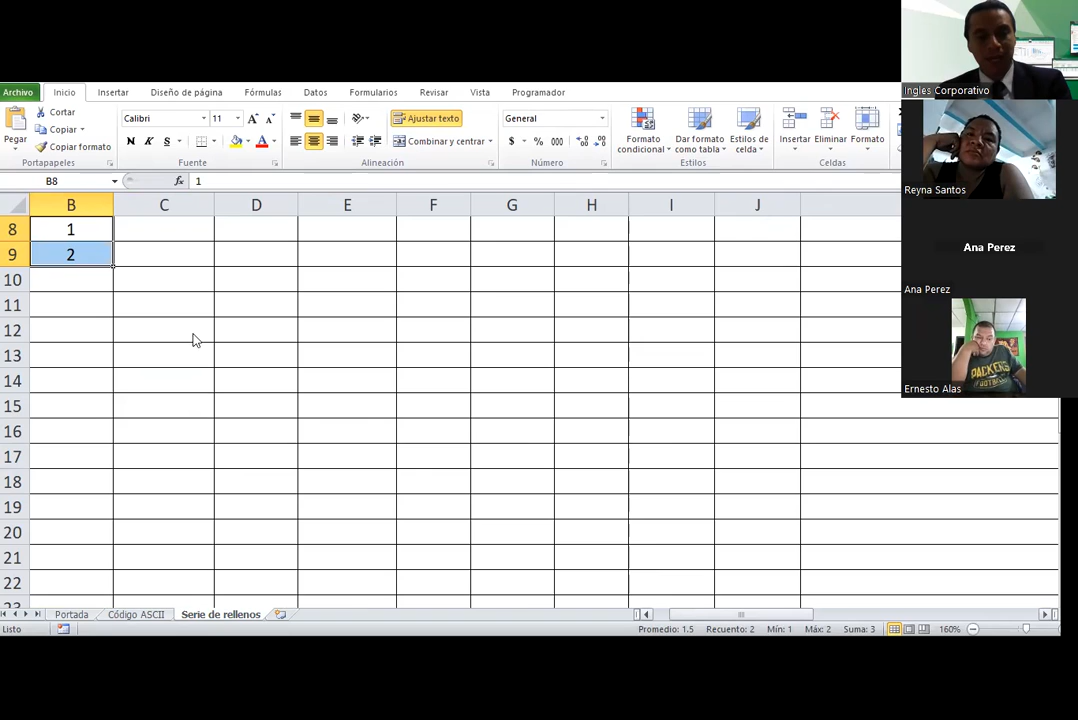 Archivo Inicio Insertar Diseño de página Fórmulas Datos Formularios Revisar Vista Programador
Pegar
Cortar
Copiar
Copiar formato
Portapapeles
Calibri 11
N K S
Fuente
Ajustar texto
Combinar y centrar
Alineación
General
$ % 000
Número
Formato condicional
Dar formato como tabla
Estilos de celda
Estilos
Insertar Eliminar Formato
Celdas
B8 fx 1
B C D E F G H I J
8 1
9 2
10
11
12
13
14
15
16
17
18
19
20
21
22
23
Portada Código ASCII Serie de rellenos
Listo Promedio: 1.5 Recuento: 2 Mín: 1 Máx: 2 Suma: 3 160%
Ingles Corporativo
Reyna Santos
Ana Perez
Ana Perez
PACKERS
FOOTBALL
Ernesto Alas